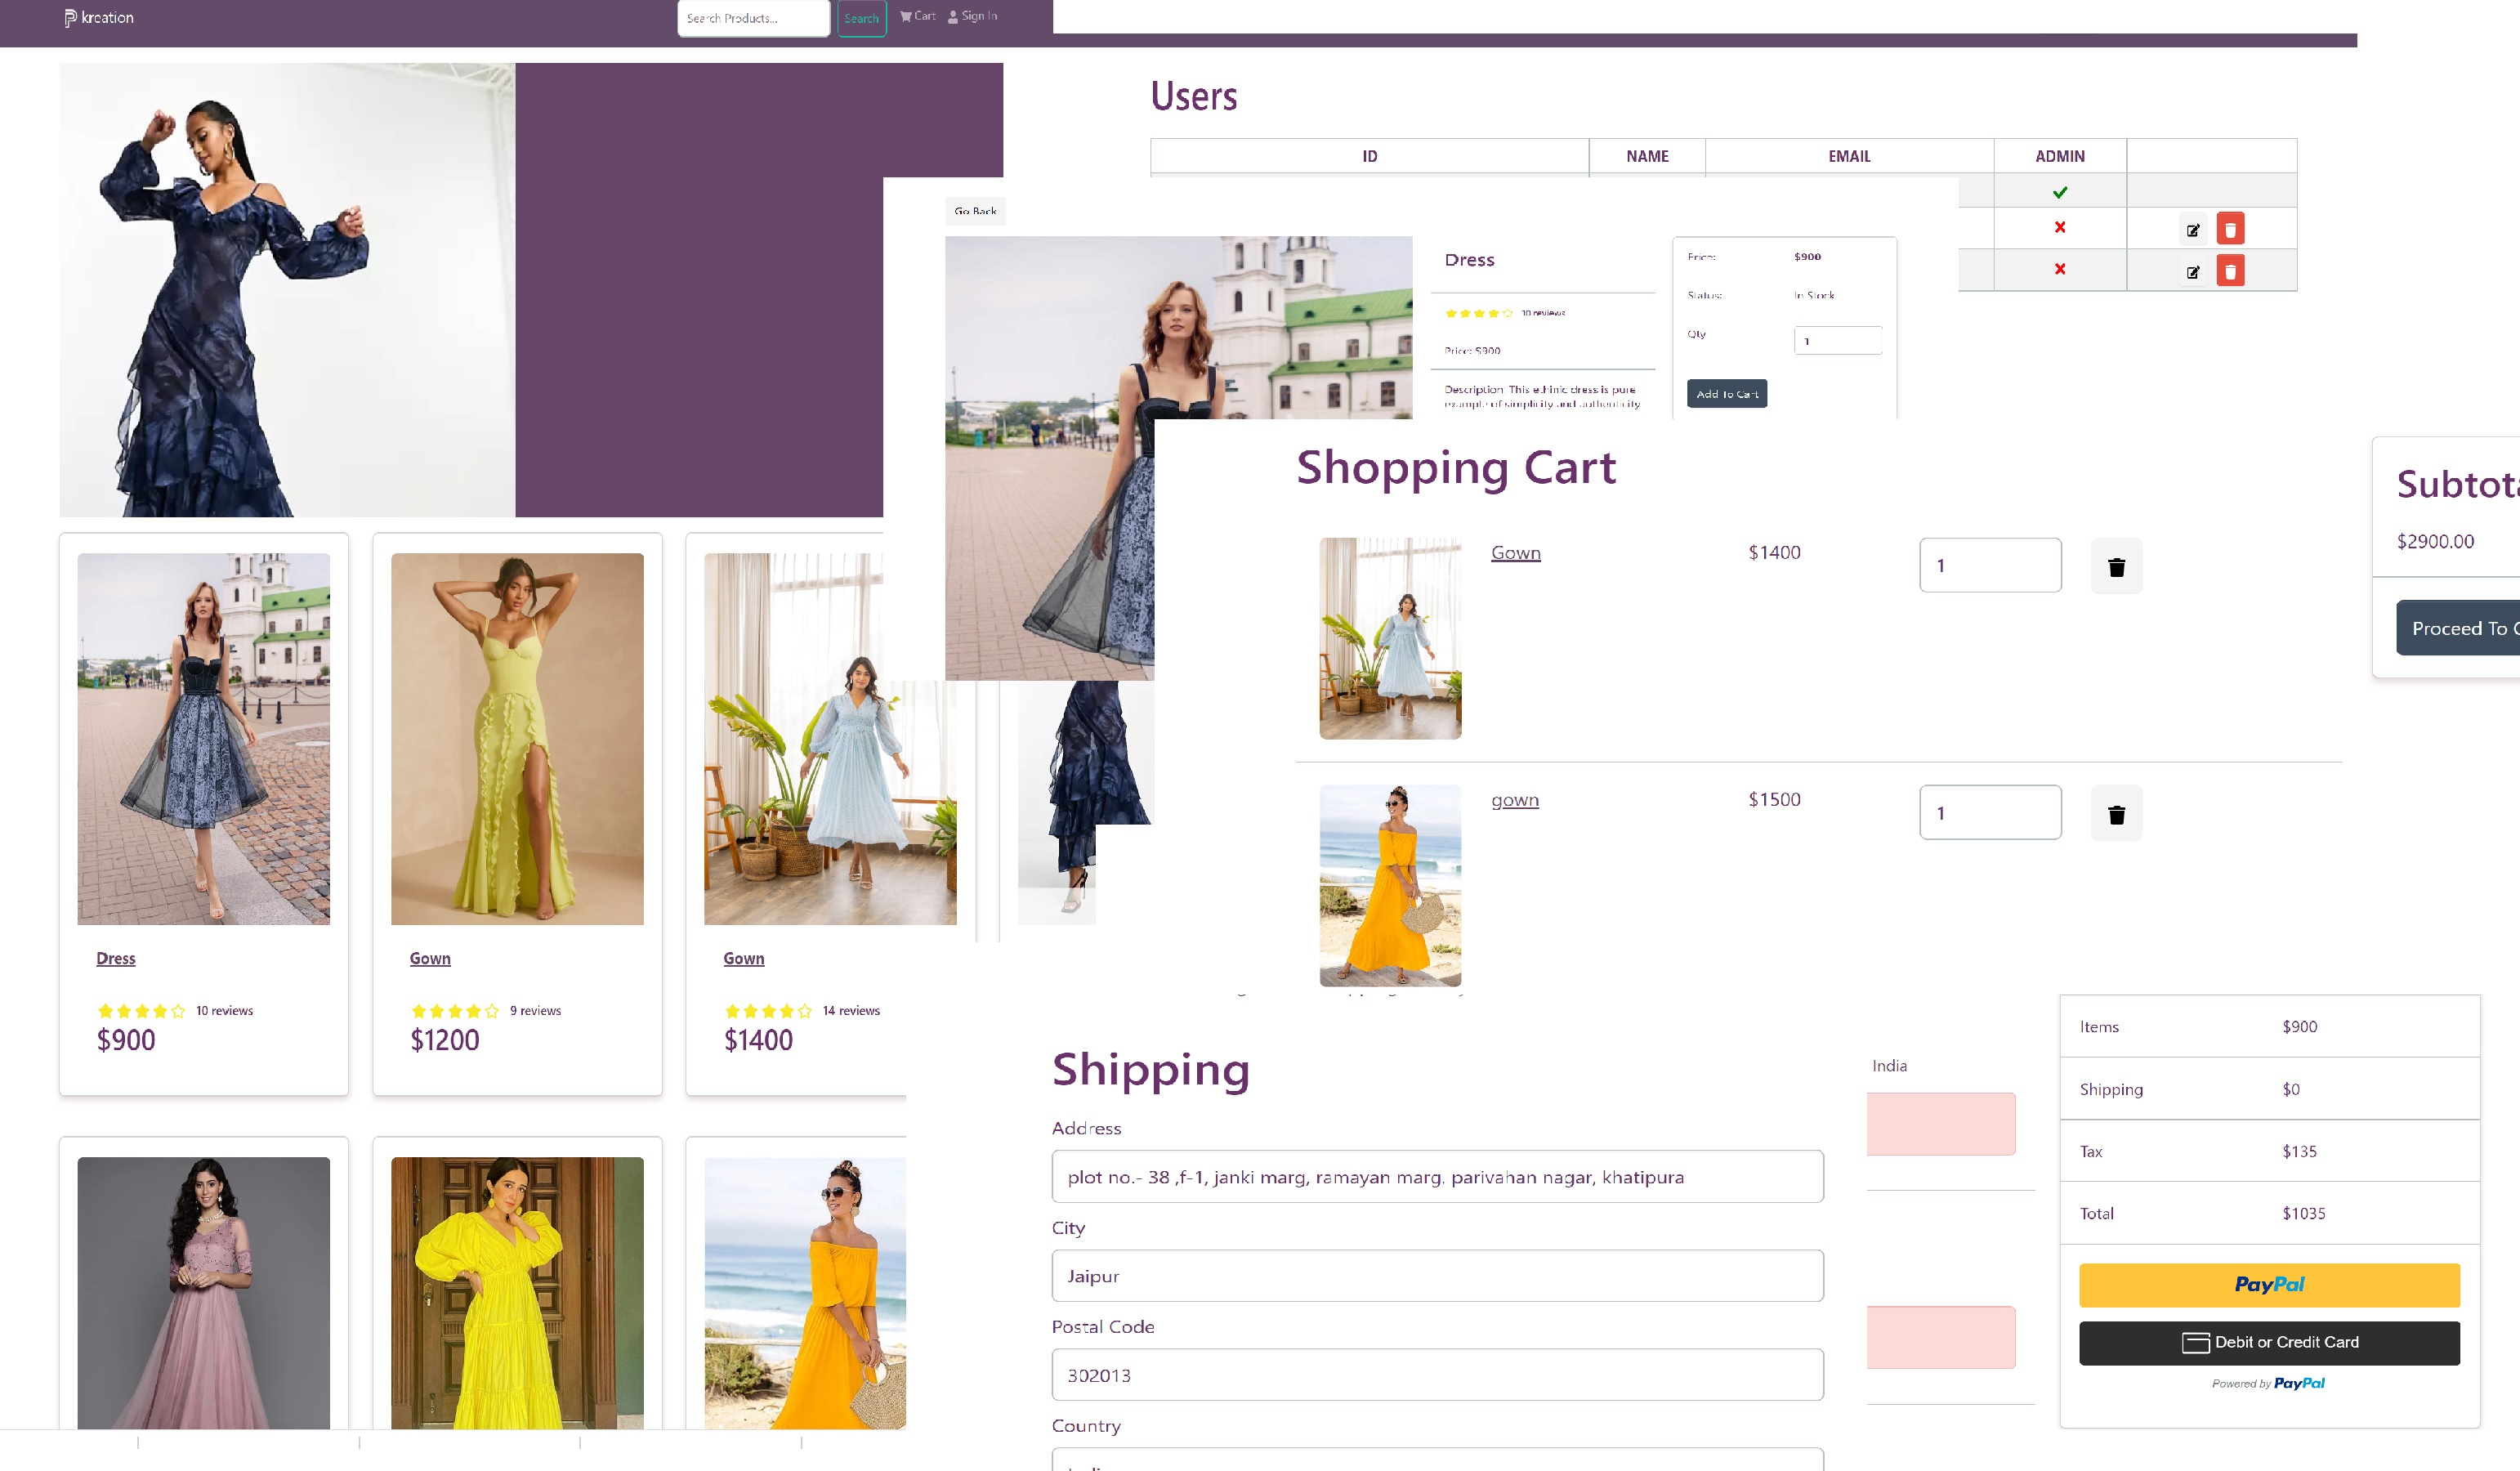 kreation
Search Products...
Search
Cart
Sign In
Users
ID NAME EMAIL ADMIN
Go Back
Dress
10 reviews
Price: $900
Description: This ethinic dress is pure
example of simplicity and authenticity
Price: $900
Status: In Stock
Qty 1
Add To Cart
Shopping Cart
Gown $1400 1
gown $1500 1
$2900.00
Proceed To
Dress
10 reviews
$900
Gown
9 reviews
$1200
Gown
14 reviews
$1400
Shipping
Address
plot no.- 38 ,f-1, janki marg, ramayan marg, parivahan nagar, khatipura
City
Jaipur
Postal Code
302013
Country
India
Items $900
Shipping $0
Tax $135
Total $1035
PayPal
Debit or Credit Card
Powered by PayPal